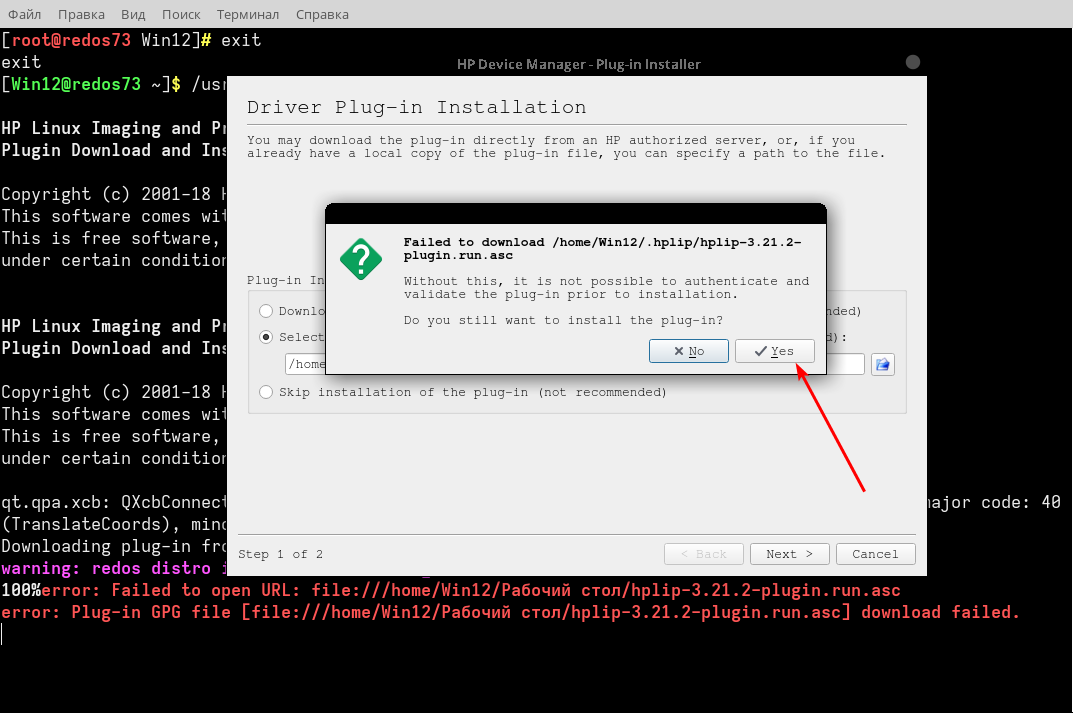 Файл Правка Вид Поиск Терминал Справка
[root@redos73 Win12]# exit
exit
[Win12@redos73 ~]$ /usr
HP Device Manager - Plug-in Installer
Driver Plug-in Installation
You may download the plug-in directly from an HP authorized server, or, if you
already have a local copy of the plug-in file, you can specify a path to the file.
HP Linux Imaging and Pr
Plugin Download and Ins
Copyright (c) 2001-18 H
This software comes wit
This is free software,
under certain condition
Failed to download /home/Win12/.hplip/hplip-3.21.2-
plugin.run.asc
Without this, it is not possible to authenticate and
validate the plug-in prior to installation.
Do you still want to install the plug-in?
No Yes
Plug-in In
Downlo nded)
Select d):
/home
Skip installation of the plug-in (not recommended)
HP Linux Imaging and Pr
Plugin Download and Ins
Copyright (c) 2001-18 H
This software comes wit
This is free software,
under certain condition
qt.qpa.xcb: QXcbConnect ajor code: 40
(TranslateCoords), mino
Downloading plug-in fro
Step 1 of 2 < Back Next > Cancel
warning: redos distro i
100%error: Failed to open URL: file:///home/Win12/Рабочий стол/hplip-3.21.2-plugin.run.asc
error: Plug-in GPG file [file:///home/Win12/Рабочий стол/hplip-3.21.2-plugin.run.asc] download failed.